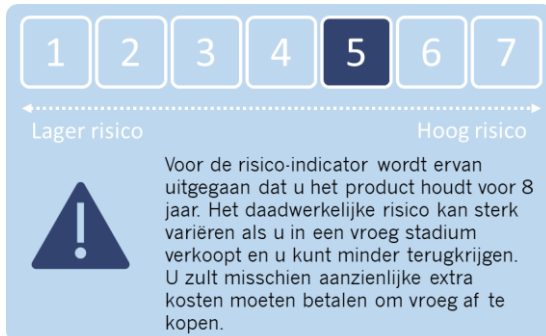 1 2 3 4 5 6 7
Lager risico Hoog risico
Voor de risico-indicator wordt ervan
uitgegaan dat u het product houdt voor 8
jaar. Het daadwerkelijke risico kan sterk
variëren als u in een vroeg stadium
verkoopt en u kunt minder terugkrijgen.
U zult misschien aanzienlijke extra
kosten moeten betalen om vroeg af te
kopen.